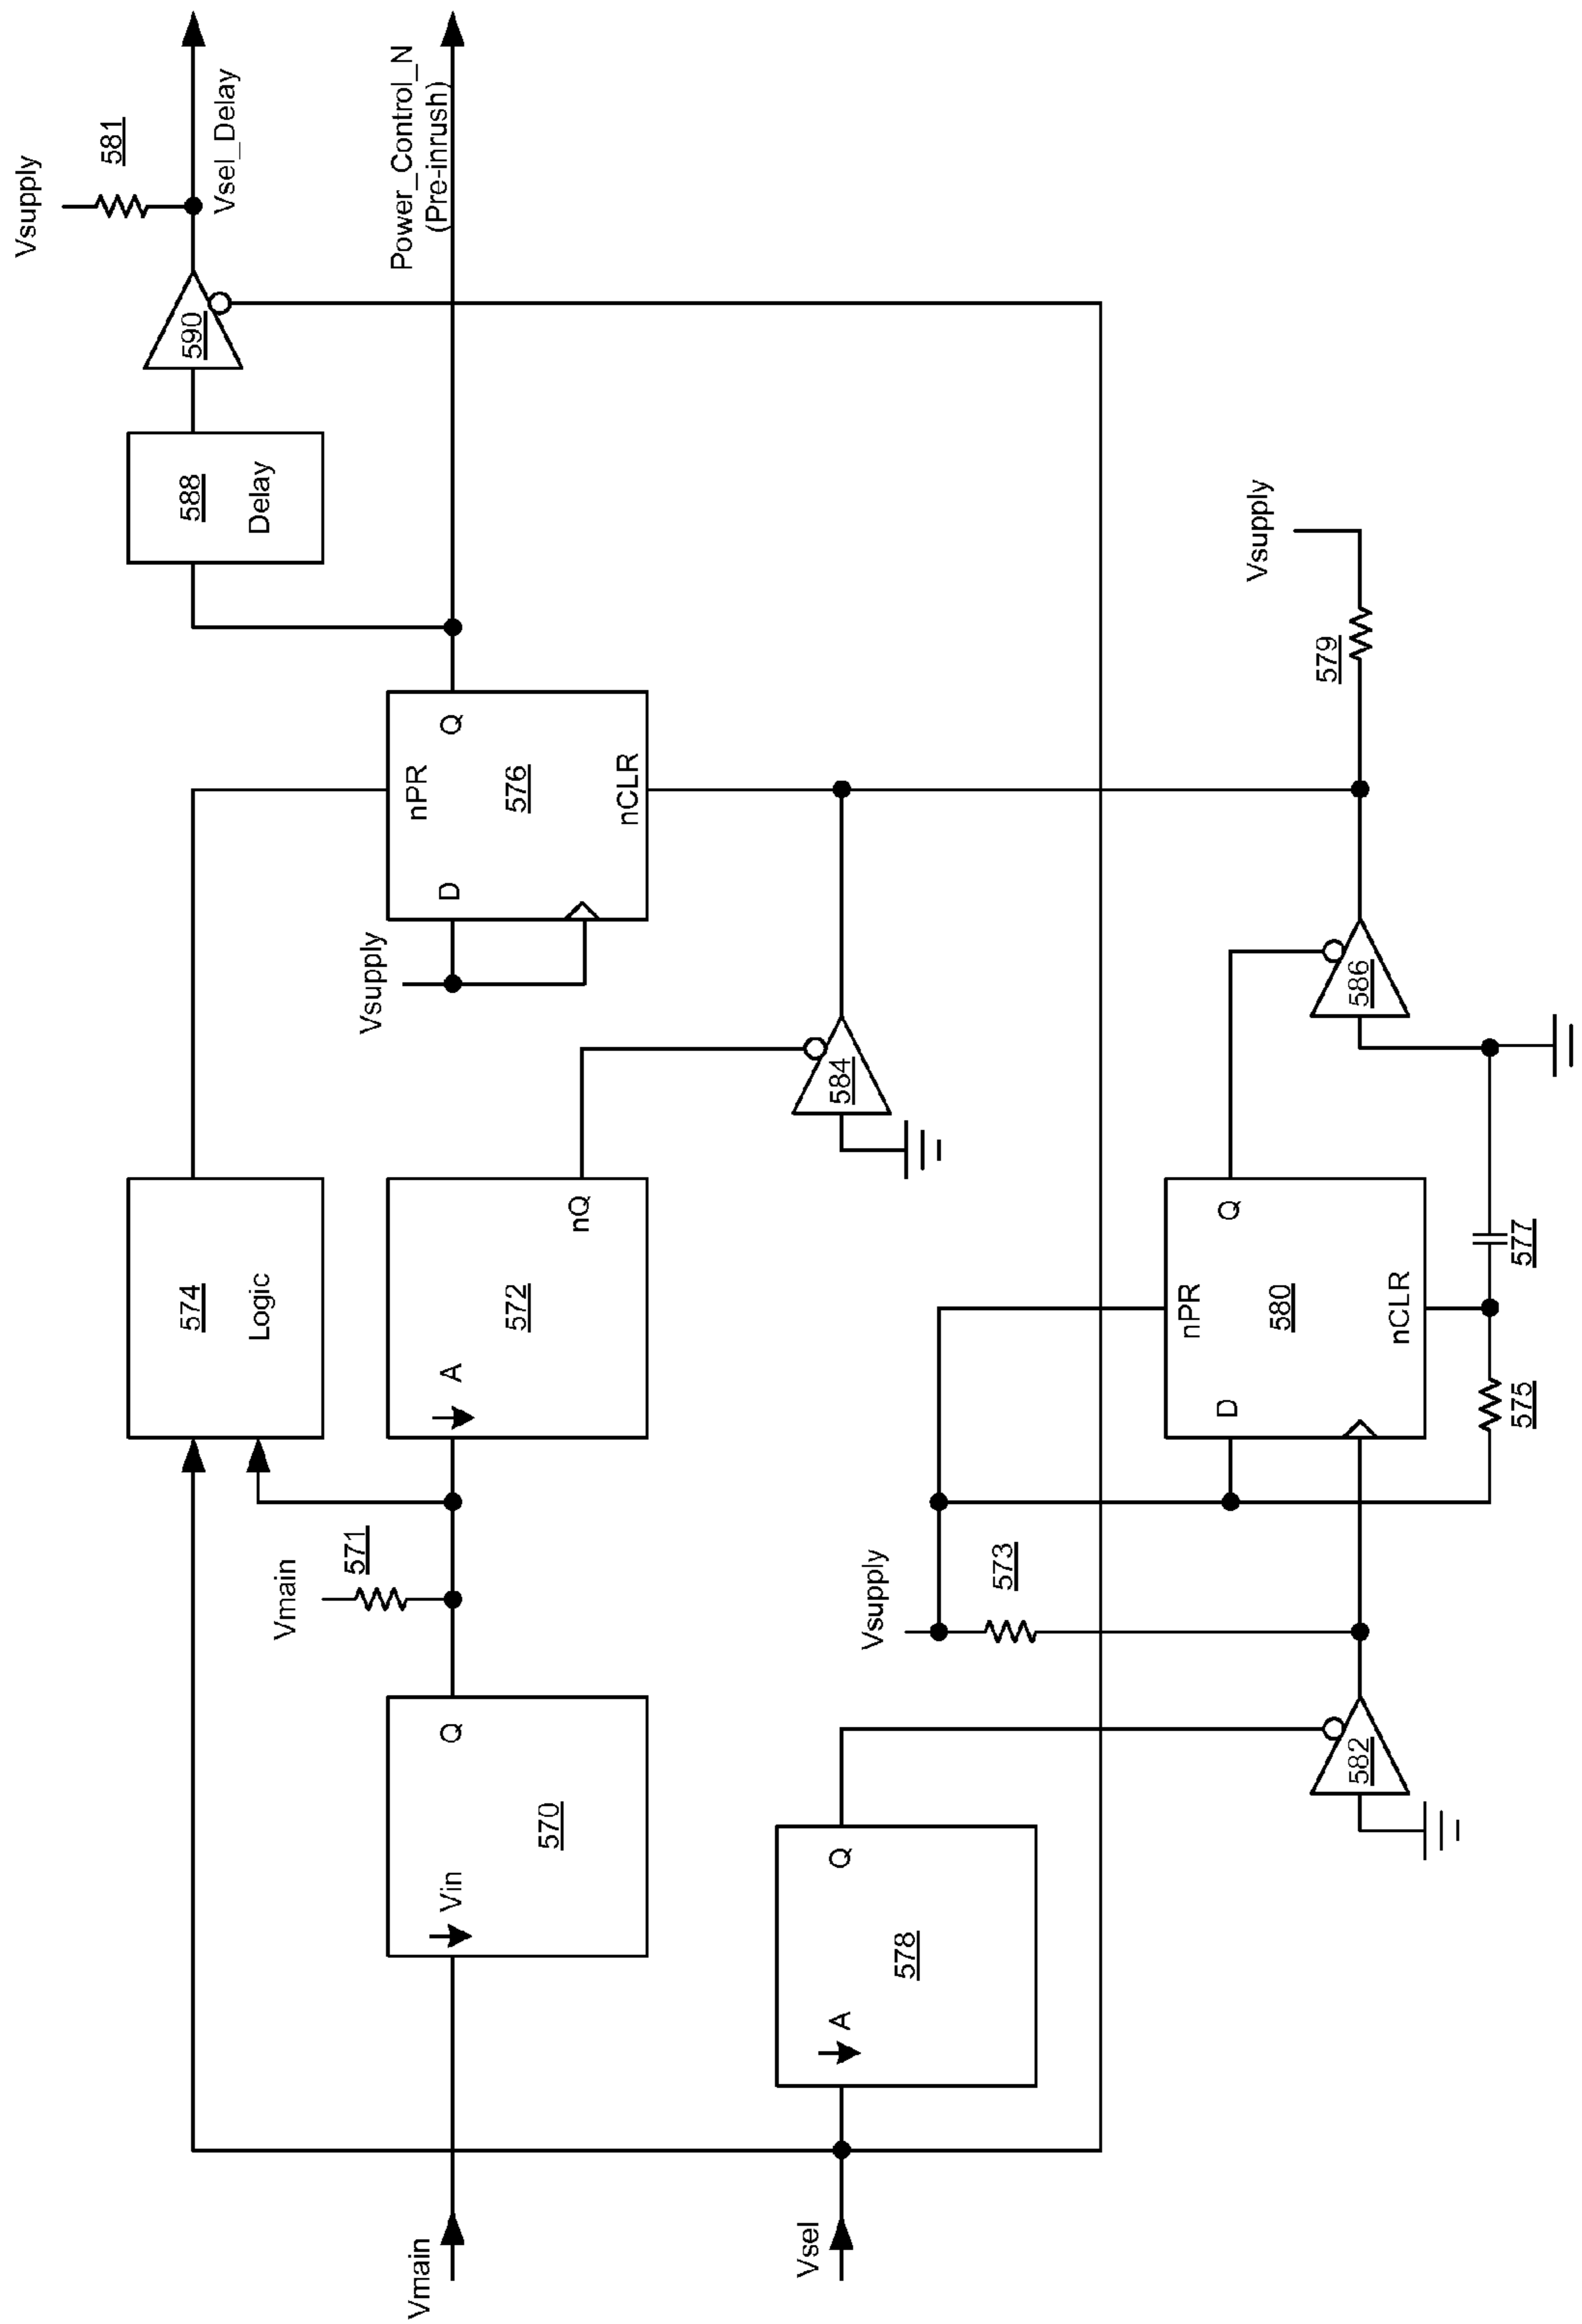 Vsupply
581
Vsel_Delay
590
588
Delay
Power_Control_N
(Pre-inrush)
574
Logic
Vsupply
D
nPR
Q
576
nCLR
Vmain
571
A
572
nQ
584
Vmain
Vin
Q
570
Vsel
A
Q
578
Vsupply
573
582
D
nPR
Q
580
nCLR
575
577
586
579
Vsupply